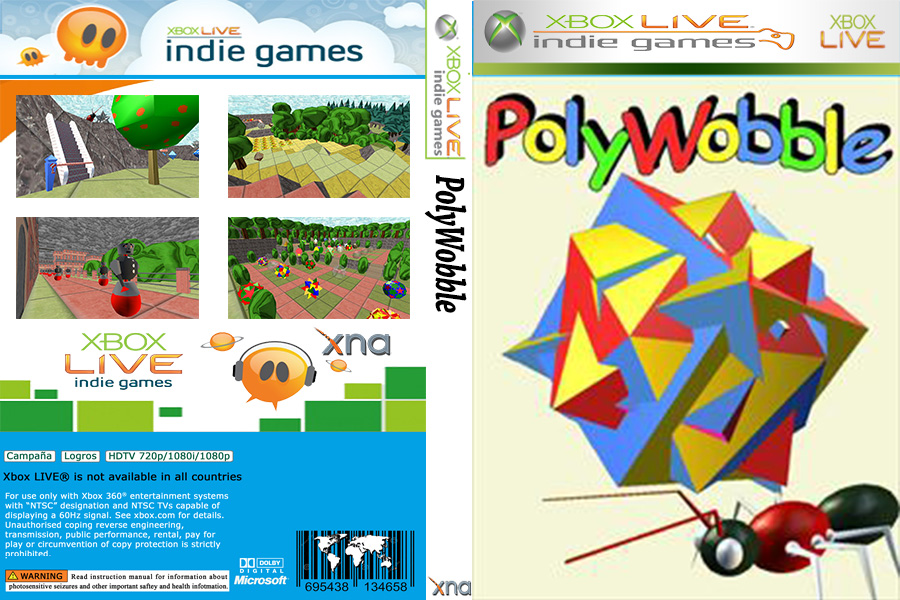 XBOX LIVE
indie games
XBOX LIVE
indie games
xna
Campaña Logros HDTV 720p/1080i/1080p
Xbox LIVE® is not available in all countries
For use only with Xbox 360® entertainment systems
with “NTSC” designation and NTSC TVs capable of
displaying a 60Hz signal. See xbox.com for details.
Unauthorised coping reverse engineering,
transmission, public performance, rental, pay for
play or circumvention of copy protection is strictly
prohibited.
WARNING Read instruction manual for information about
photosensitive seizures and other important saftey and health infotmation.
DOLBY
DIGITAL
Microsoft®
695438 134658
XBOX LIVE
indie games
PolyWobble
xna
XBOX LIVE
indie games
XBOX
LIVE
PolyWobble